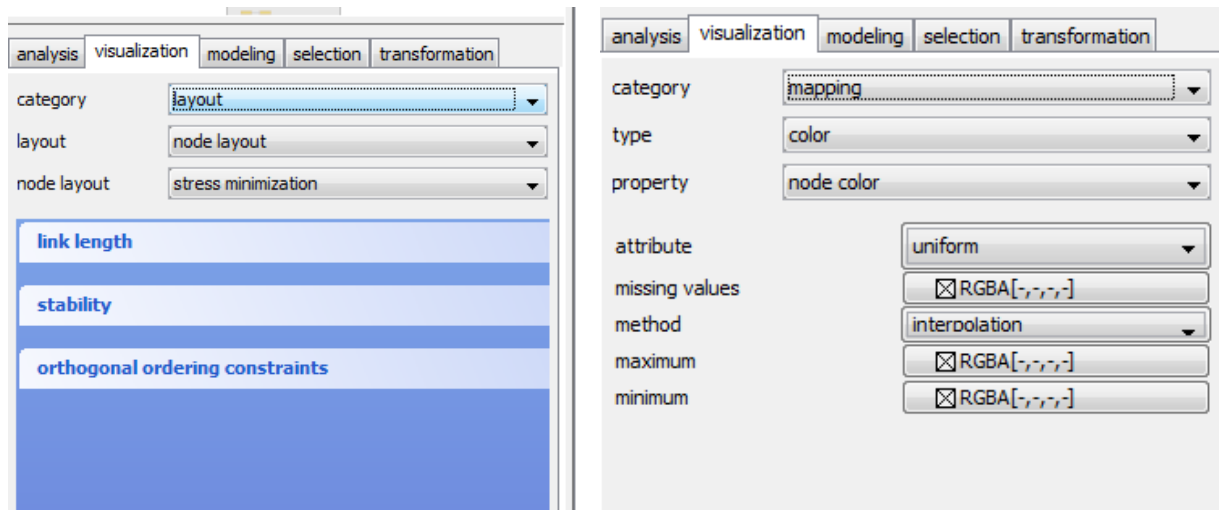 analysis visualization modeling selection transformation
category layout
layout node layout
node layout stress minimization
link length
stability
orthogonal ordering constraints
analysis visualization modeling selection transformation
category mapping
type color
property node color
attribute uniform
missing values RGBA[-,-,-,-]
method interpolation
maximum RGBA[-,-,-,-]
minimum RGBA[-,-,-,-]